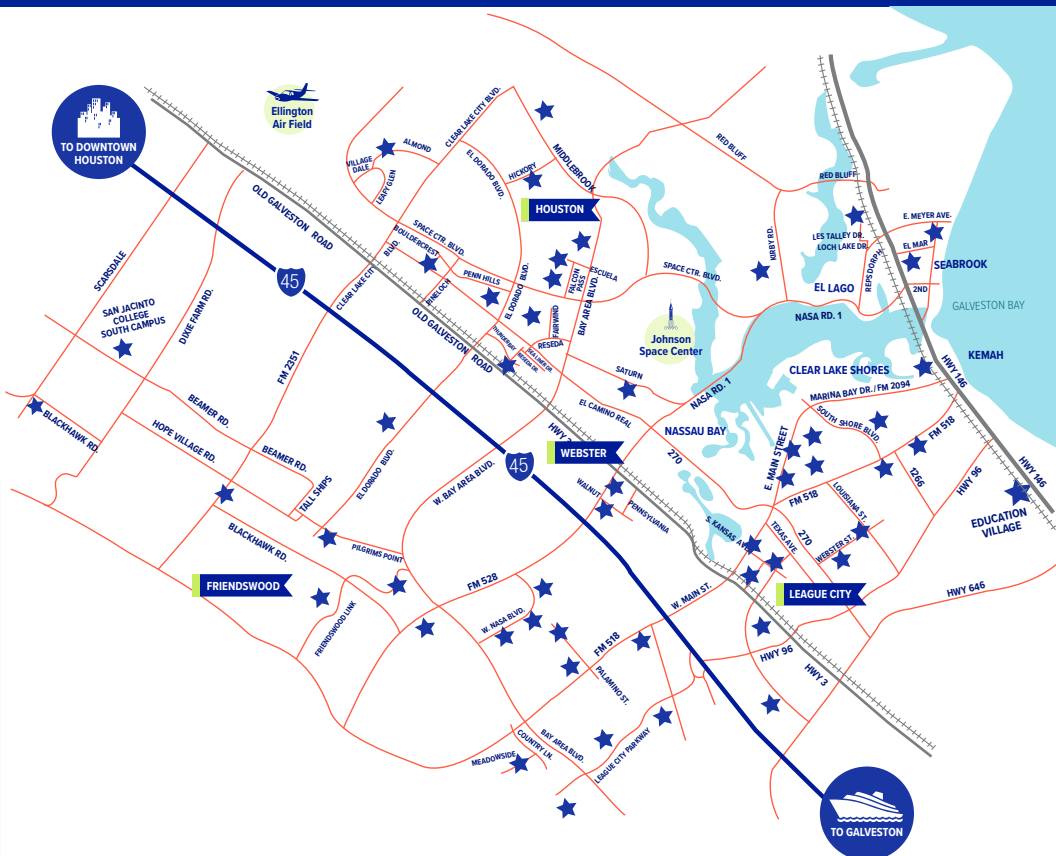 TO DOWNTOWN
HOUSTON
Ellington
Air Field
ALMOND
VILLAGE
DALE
LEAFY GLEN
CLEAR LAKE CITY BLVD.
EL DORADO BLVD.
HICKORY
MIDDLEBROOK
RED BLUFF
RED BLUFF
HOUSTON
OLD GALVESTON ROAD
45
SCARSDALE
SAN JACINTO
COLLEGE
SOUTH CAMPUS
DIXIE FARM RD.
CLEAR LAKE CIT
BLVD.
FM 2351
SPACE CTR. BLVD.
BOULDERCREST
PENN HILLS
PINELOCH
EL DORADO BLVD.
FAIRWIND
FALCON
PASS
ESCUELA
BAY AREA BLVD.
SPACE CTR. BLVD.
KIRBY RD.
LES TALLEY DR.
LOCH LAKE DR.
REPSDORPH
E. MEYER AVE.
EL MAR
SEABROOK
2ND
EL LAGO
GALVESTON BAY
NASA RD. 1
KEMAH
HWY 146
Johnson
Space Center
OLD GALVESTON ROAD
THUNDERBAY
RESEDA
SEALINER DR.
RESEDA DR.
SATURN
EL CAMINO REAL
NASA RD. 1
CLEAR LAKE SHORES
MARINA BAY DR. / FM 2094
SOUTH SHORE BLVD.
NASSAU BAY
E. MAIN STREET
FM 518
HWY 146
BLACKHAWK RD.
BEAMER RD.
HOPE VILLAGE RD.
BEAMER RD.
TALL SHIPS
EL DORADO BLVD.
W. BAY AREA BLVD.
45
HWY 3
WEBSTER
WALNUT
PENNSYLVANIA
270
FM 518
LOUISIANA ST.
1266
HWY 96
EDUCATION
VILLAGE
BLACKHAWK RD.
PILGRIMS POINT
FRIENDSWOOD
FRIENDSWOOD LINK
FM 528
W. NASA BLVD.
S. KANSAS AVE.
TEXAS AVE.
270
WEBSTER ST.
LEAGUE CITY
HWY 646
W. MAIN ST.
FM 518
PALAMINO ST.
HWY 96
HWY 3
MEADOWSIDE
COUNTRY LN.
BAY AREA BLVD.
LEAGUE CITY PARKWAY
TO GALVESTON